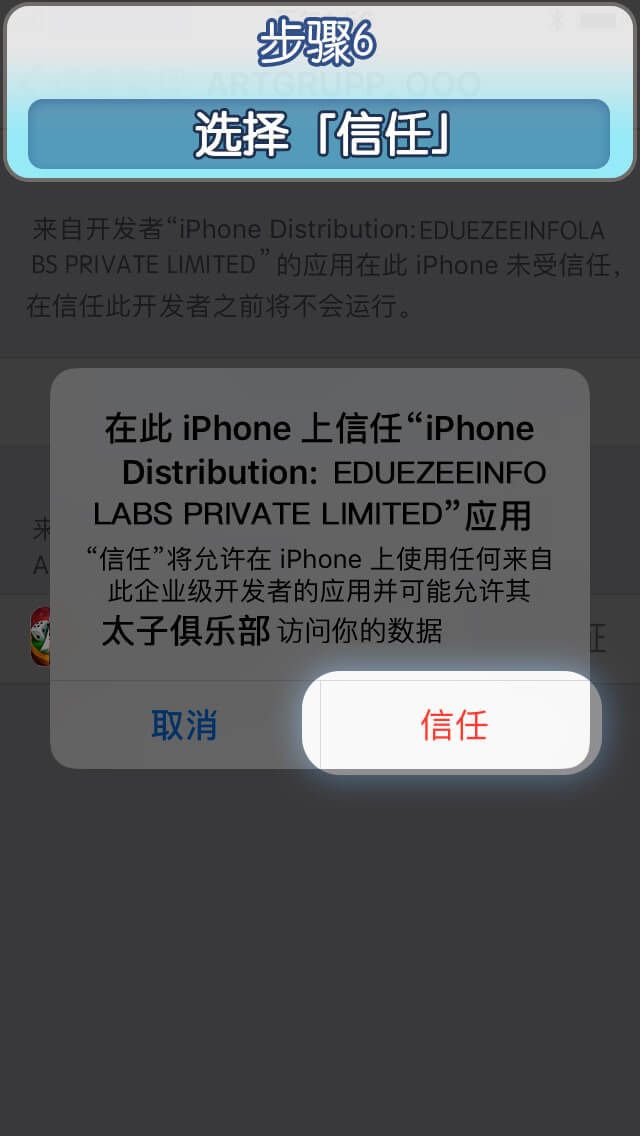 步骤6
ARTGRUPP, OOO
选择「信任」
来自开发者“iPhone Distribution:EDUEZEEINFOLA
BS PRIVATE LIMITED”的应用在此 iPhone 未受信任,
在信任此开发者之前将不会运行。
在此 iPhone 上信任“iPhone
Distribution: EDUEZEEINFO
LABS PRIVATE LIMITED”应用
“信任”将允许在 iPhone 上使用任何来自
此企业级开发者的应用并可能允许其
太子俱乐部 访问你的数据
取消
信任